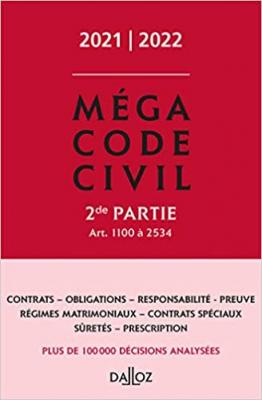 2021 | 2022
MÉGA
CODE
CIVIL
2de PARTIE
Art. 1100 à 2534
CONTRATS – OBLIGATIONS – RESPONSABILITÉ - PREUVE
RÉGIMES MATRIMONIAUX – CONTRATS SPÉCIAUX
SÛRETÉS – PRESCRIPTION
PLUS DE 100 000 DÉCISIONS ANALYSÉES
DALLOZ